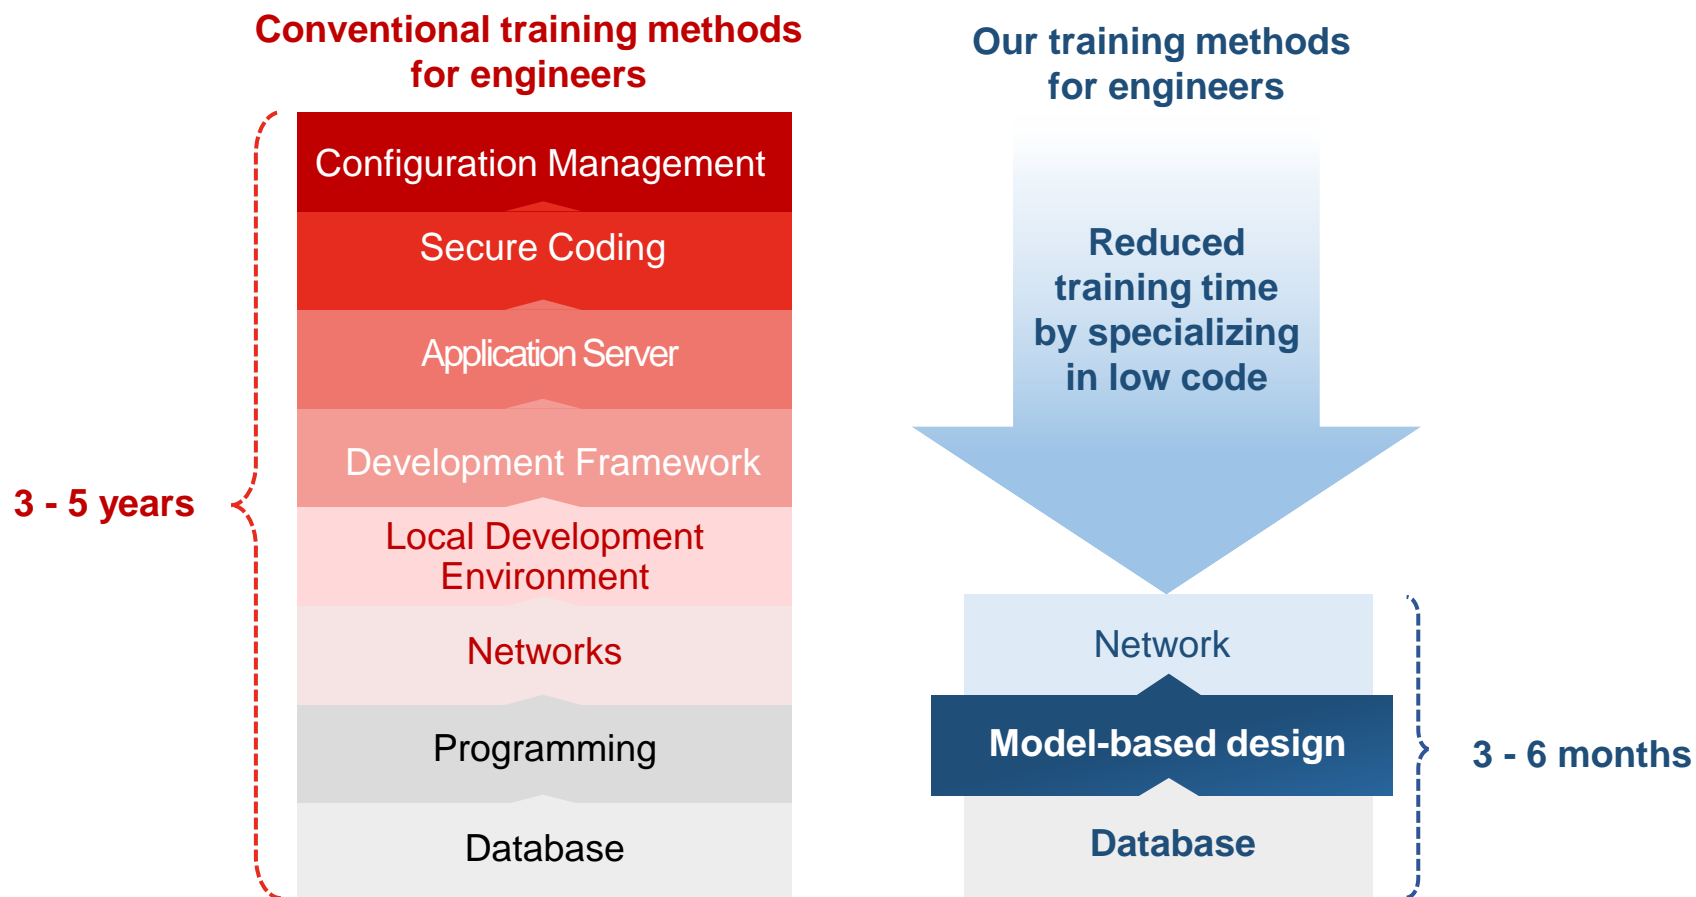 Conventional training methods
for engineers
Configuration Management
Secure Coding
Application Server
Development Framework
Local Development
Environment
Networks
Programming
Database
3 - 5 years
Our training methods
for engineers
Reduced
training time
by specializing
in low code
Network
Model-based design
Database
3 - 6 months